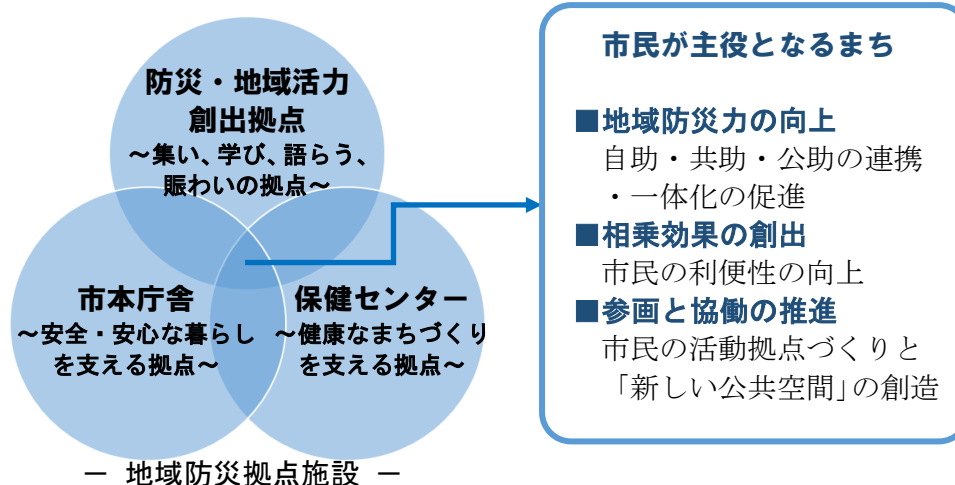 防災・地域活力
創出拠点
～集い、学び、語らう、
賑わいの拠点～
市本庁舎
～安全・安心な暮らし
を支える拠点～
保健センター
～健康なまちづくり
を支える拠点～
― 地域防災拠点施設 ―
市民が主役となるまち
■地域防災力の向上
自助・共助・公助の連携
・一体化の促進
■相乗効果の創出
市民の利便性の向上
■参画と協働の推進
市民の活動拠点づくりと
「新しい公共空間」の創造